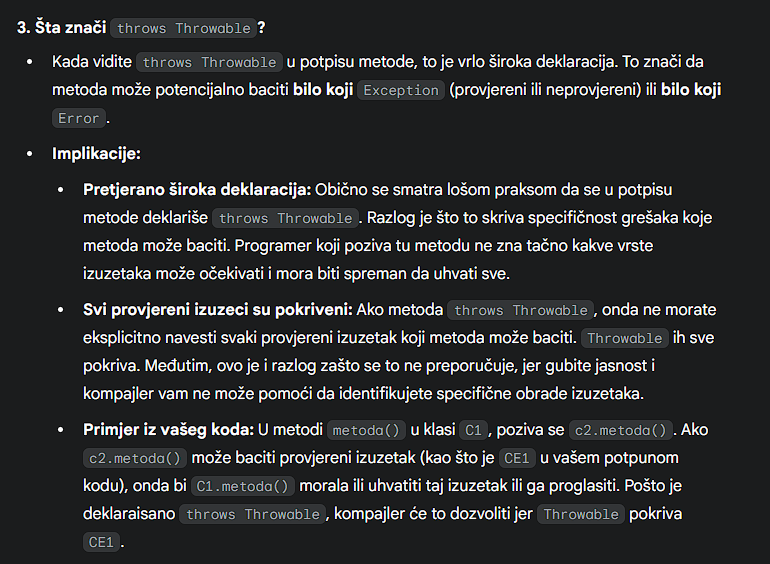 3. Šta znači throws Throwable?
• Kada vidite throws Throwable u potpisu metode, to je vrlo široka deklaracija. To znači da
metoda može potencijalno baciti bilo koji Exception (provjereni ili neprovjereni) ili bilo koji
Error.
• Implikacije:
• Pretjerano široka deklaracija: Obično se smatra lošom praksom da se u potpisu
metode deklariše throws Throwable. Razlog je što to skriva specifičnost grešaka koje
metoda može baciti. Programer koji poziva tu metodu ne zna tačno kakve vrste
izuzetaka može očekivati i mora biti spreman da uhvati sve.
• Svi provjereni izuzeci su pokriveni: Ako metoda throws Throwable, onda ne morate
eksplicitno navesti svaki provjereni izuzetak koji metoda može baciti. Throwable ih sve
pokriva. Međutim, ovo je i razlog zašto se to ne preporučuje, jer gubite jasnost i
kompajler vam ne može pomoći da identifikujete specifične obrade izuzetaka.
• Primjer iz vašeg koda: U metodi metoda() u klasi C1, poziva se c2.metoda(). Ako
c2.metoda() može baciti provjereni izuzetak (kao što je CE1 u vašem potpunom
kodu), onda bi C1.metoda() morala ili uhvatiti taj izuzetak ili ga proglasiti. Pošto je
deklaraisano throws Throwable, kompajler će to dozvoliti jer Throwable pokriva
CE1.